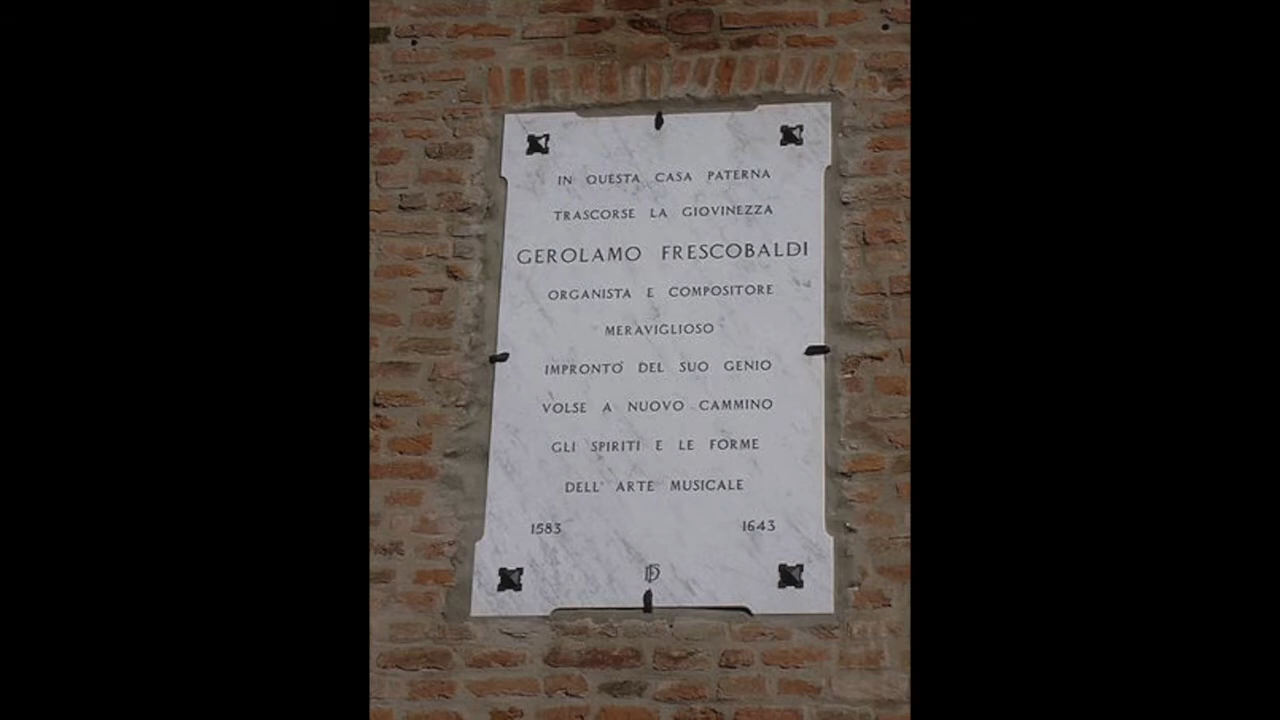 IN QUESTA CASA PATERNA
TRASCORSE LA GIOVINEZZA
GEROLAMO FRESCOBALDI
ORGANISTA E COMPOSITORE
MERAVIGLIOSO
IMPRONTÒ DEL SUO GENIO
VOLSE A NUOVO CAMMINO
GLI SPIRITI E LE FORME
DELL' ARTE MUSICALE
1583 1643